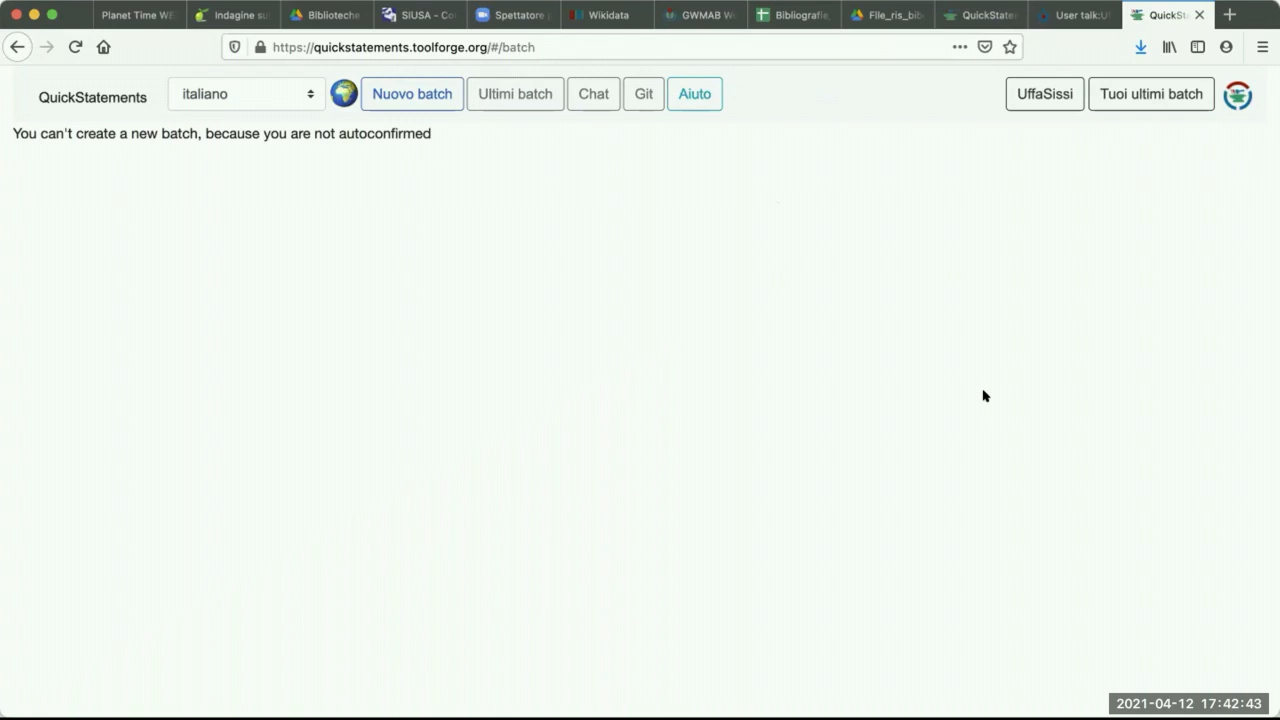 Planet Time WE
Indagine su
Biblioteche
SIUSA - Co
Spettatore
Wikidata
GWMAB W
Bibliografie,
File_ris_bib
QuickState
User talk:U
QuickSt
https://quickstatements.toolforge.org/#/batch
QuickStatements
italiano
Nuovo batch
Ultimi batch
Chat
Git
Aiuto
UffaSissi
Tuoi ultimi batch
You can't create a new batch, because you are not autoconfirmed
2021-04-12 17:42:43